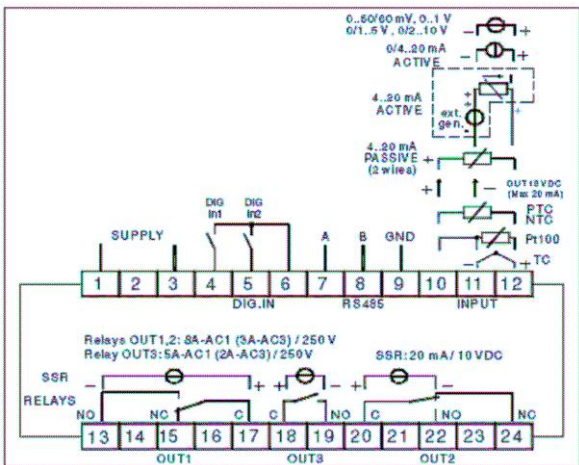 0..50/60 mV, 0..1 V
0/1..5 V, 0/2..10 V
- +
0/4..20 mA
ACTIVE
- +
4..20 mA
ACTIVE
ext.
gen.
4..20 mA
PASSIVE
(2 wires)
+
+ -
OUT 18 VDC
(Max 20 mA)
PTC
NTC
Pt100
- + TC
SUPPLY
DIG
In1
DIG
In2
A B GND
1 2 3 4 5 6 7 8 9 10 11 12
DIG.IN RS485 INPUT
Relays OUT1,2: 8A-AC1 (3A-AC3) / 250 V
Relay OUT3: 5A-AC1 (2A-AC3) / 250 V
SSR: 20 mA / 10 VDC
SSR - + + - + -
RELAYS
NO NC C C NO C NO NC
13 14 15 16 17 18 19 20 21 22 23 24
OUT1 OUT3 OUT2